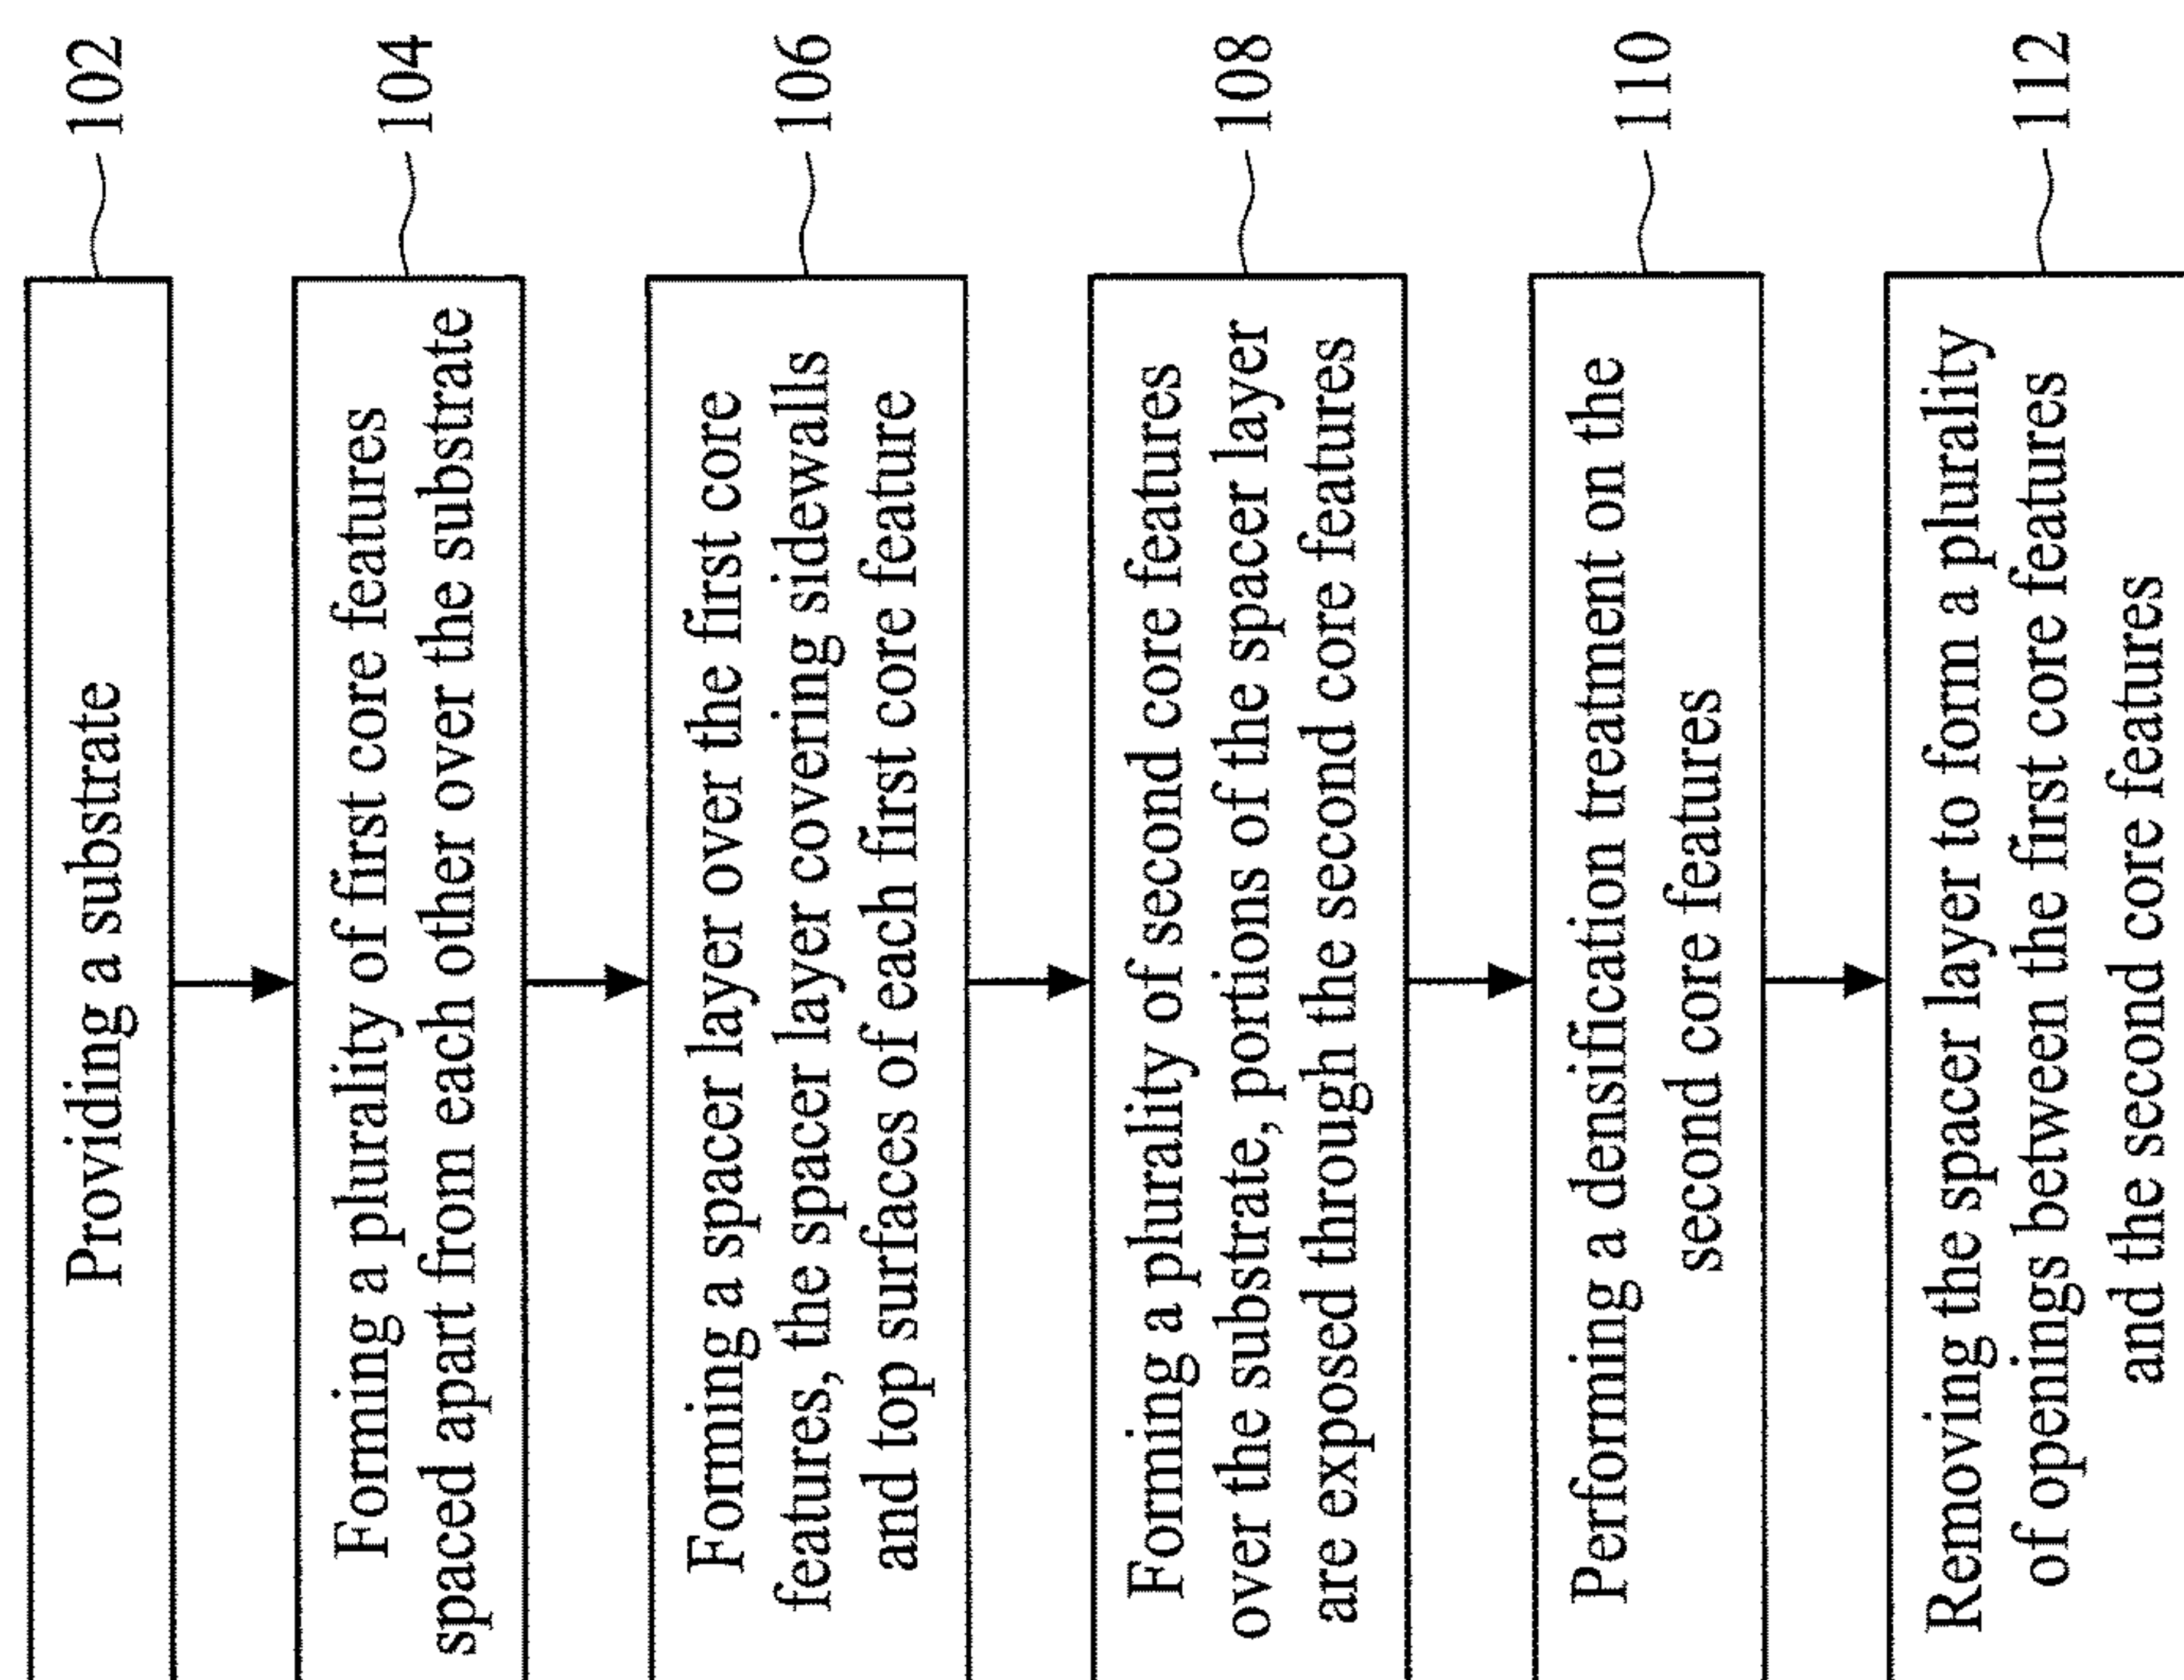 Providing a substrate
102
Forming a plurality of first core features
spaced apart from each other over the substrate
104
Forming a spacer layer over the first core
features, the spacer layer covering sidewalls
and top surfaces of each first core feature
106
Forming a plurality of second core features
over the substrate, portions of the spacer layer
are exposed through the second core features
108
Performing a densification treatment on the
second core features
110
Removing the spacer layer to form a plurality
of openings between the first core features
and the second core features
112